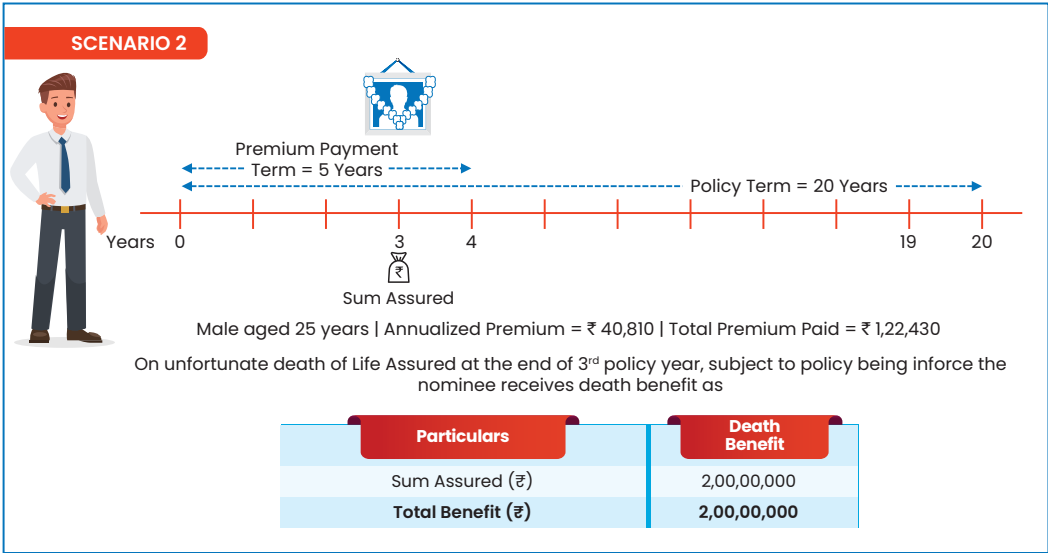 SCENARIO 2
Premium Payment
Term = 5 Years
Policy Term = 20 Years
Years 0 3 4 19 20
₹
Sum Assured
Male aged 25 years | Annualized Premium = ₹ 40,810 | Total Premium Paid = ₹ 1,22,430
On unfortunate death of Life Assured at the end of 3rd policy year, subject to policy being inforce the
nominee receives death benefit as
Particulars
Death
Benefit
Sum Assured (₹) 2,00,00,000
Total Benefit (₹) 2,00,00,000